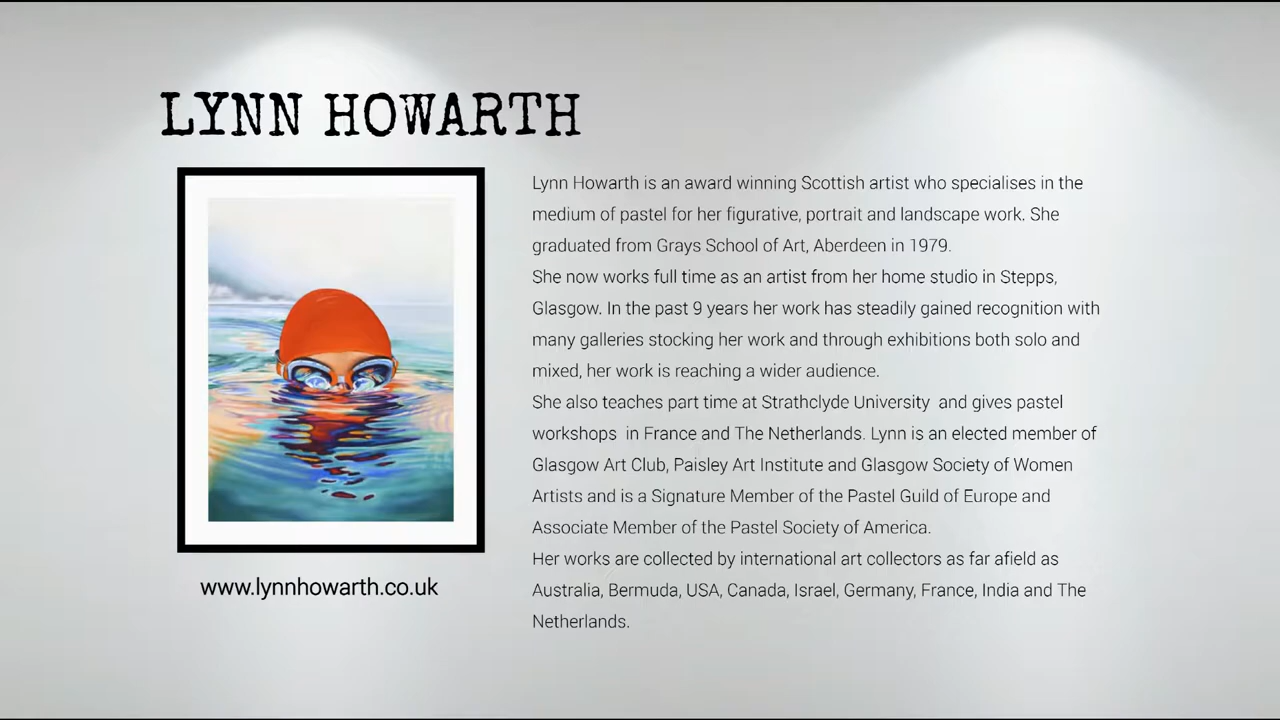 LYNN HOWARTH
Lynn Howarth is an award winning Scottish artist who specialises in the
medium of pastel for her figurative, portrait and landscape work. She
graduated from Grays School of Art, Aberdeen in 1979.
She now works full time as an artist from her home studio in Stepps,
Glasgow. In the past 9 years her work has steadily gained recognition with
many galleries stocking her work and through exhibitions both solo and
mixed, her work is reaching a wider audience.
She also teaches part time at Strathclyde University  and gives pastel
workshops  in France and The Netherlands. Lynn is an elected member of
Glasgow Art Club, Paisley Art Institute and Glasgow Society of Women
Artists and is a Signature Member of the Pastel Guild of Europe and
Associate Member of the Pastel Society of America.
Her works are collected by international art collectors as far afield as
Australia, Bermuda, USA, Canada, Israel, Germany, France, India and The
Netherlands.
www.lynnhowarth.co.uk